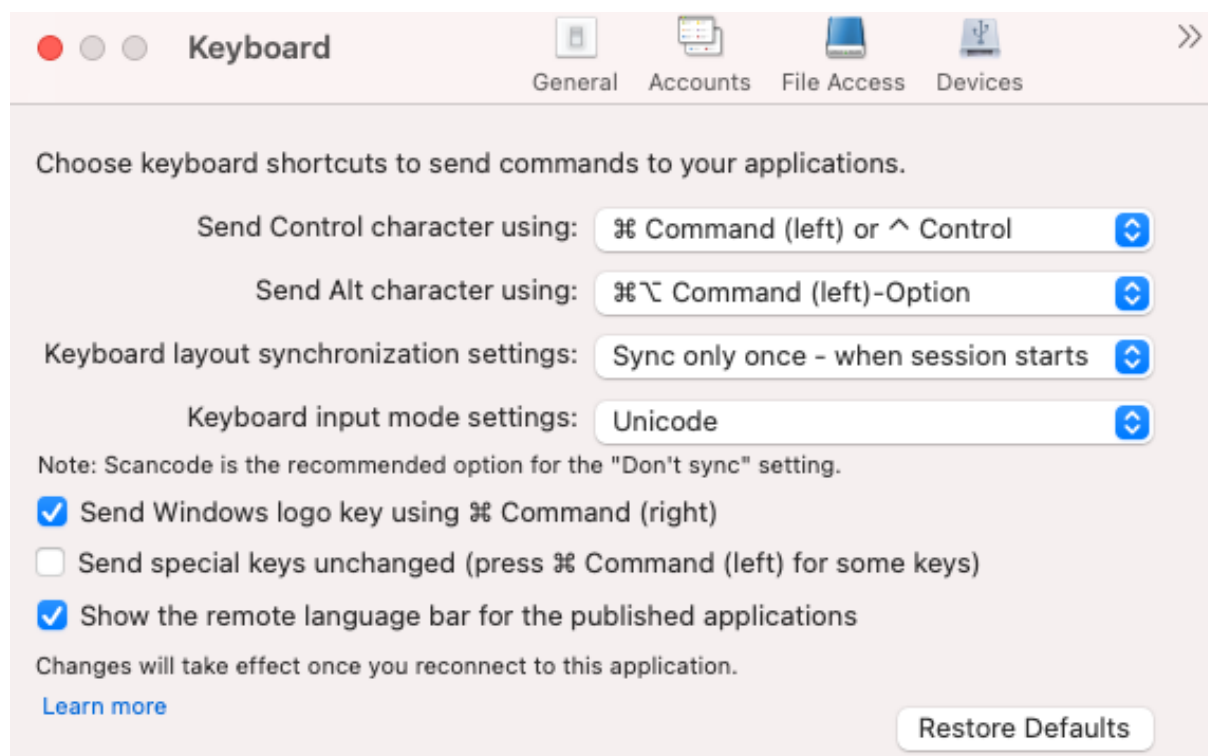 Keyboard
General Accounts File Access Devices
Choose keyboard shortcuts to send commands to your applications.
Send Control character using: ⌘ Command (left) or ^ Control
Send Alt character using: ⌘⌥ Command (left)-Option
Keyboard layout synchronization settings: Sync only once - when session starts
Keyboard input mode settings: Unicode
Note: Scancode is the recommended option for the "Don't sync" setting.
Send Windows logo key using ⌘ Command (right)
Send special keys unchanged (press ⌘ Command (left) for some keys)
Show the remote language bar for the published applications
Changes will take effect once you reconnect to this application.
Learn more
Restore Defaults